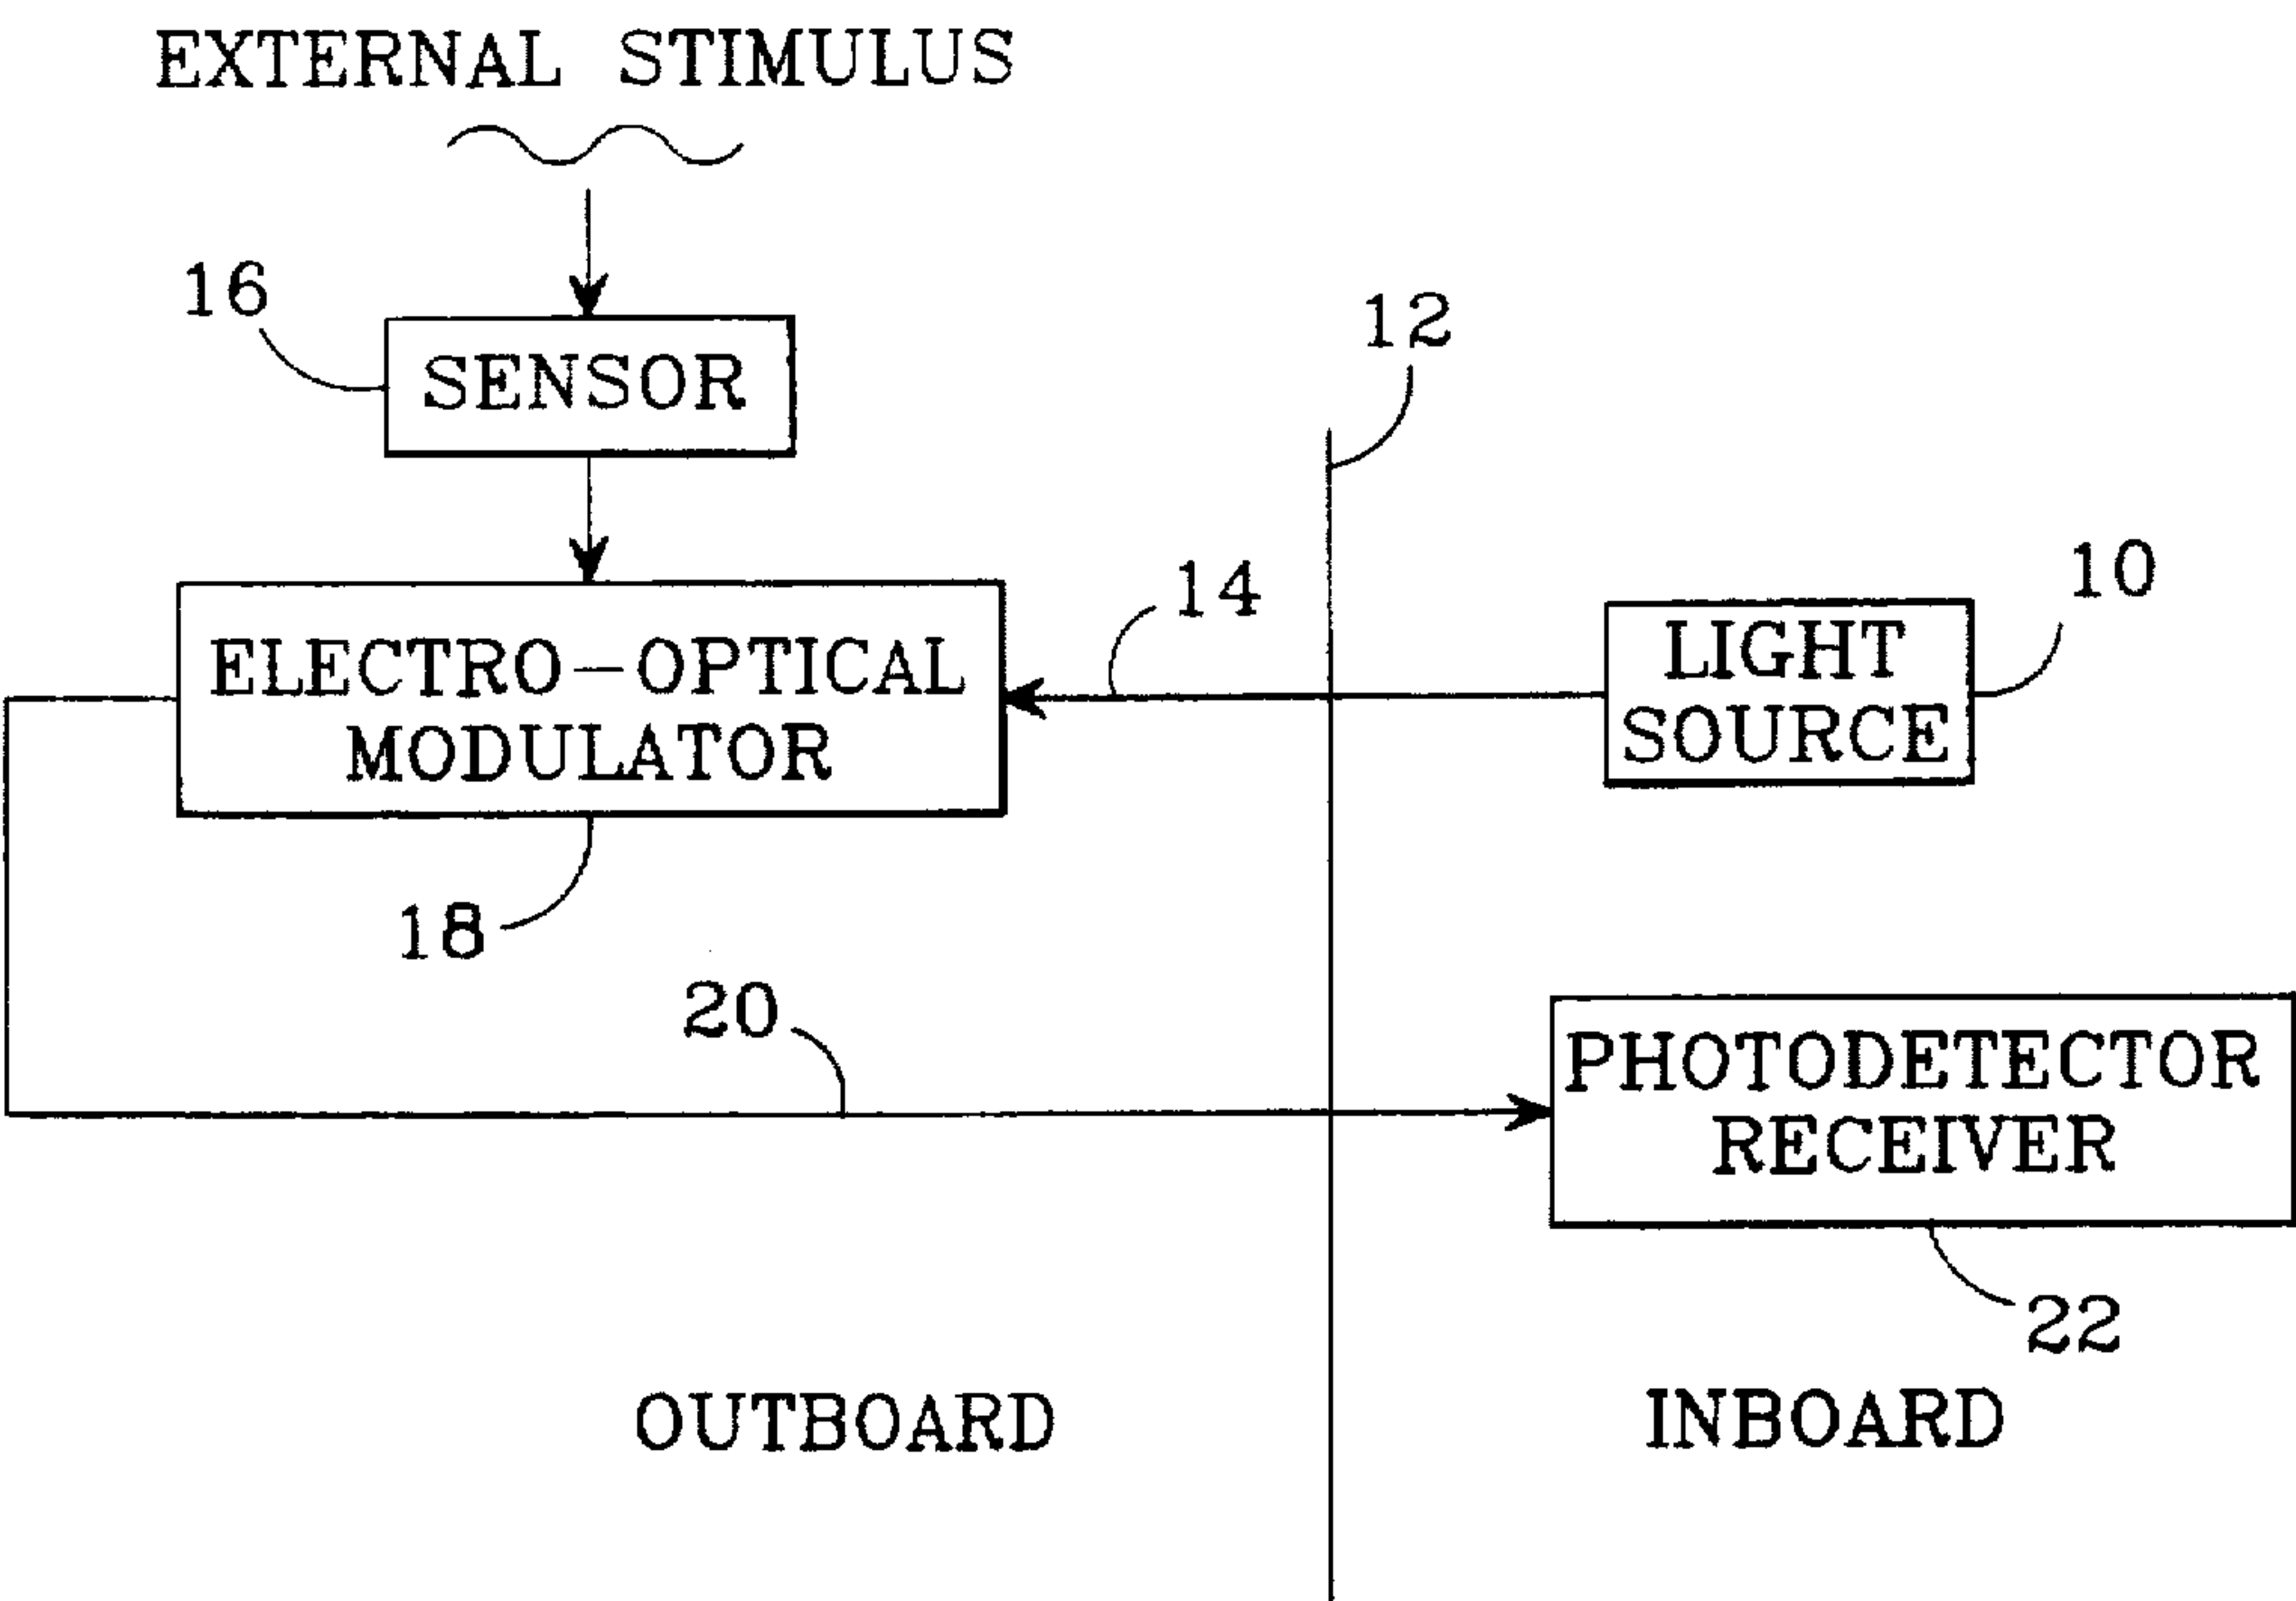 EXTERNAL STIMULUS
16
SENSOR
12
14
10
LIGHT
SOURCE
ELECTRO-OPTICAL
MODULATOR
18
20
PHOTODETECTOR
RECEIVER
22
OUTBOARD
INBOARD